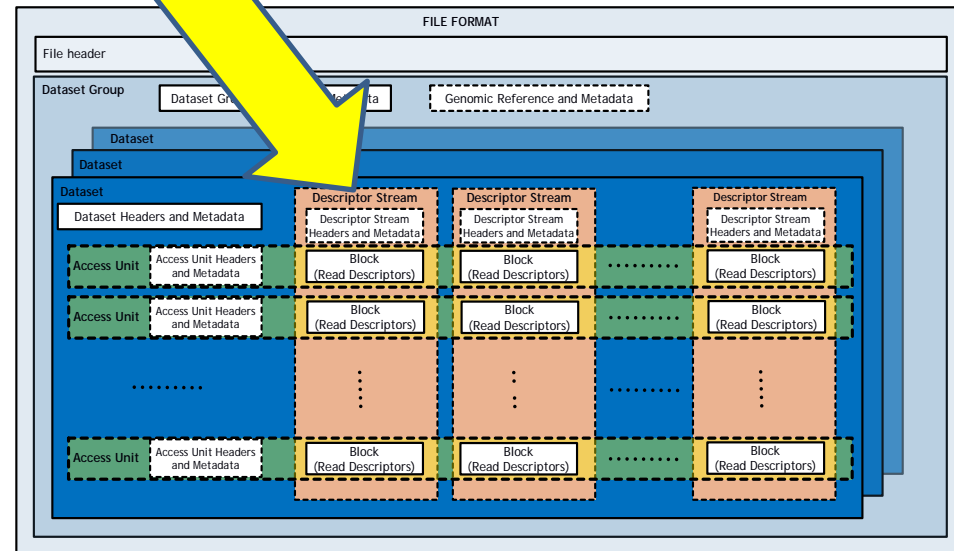 FILE FORMAT
File header
Dataset Group
Dataset
Genomic Reference and Metadata
Dataset
Dataset
Dataset
Dataset Headers and Metadata
Descriptor Stream
Descriptor Stream
Headers and Metadata
Descriptor Stream
Descriptor Stream
Headers and Metadata
Descriptor Stream
Descriptor Stream
Headers and Metadata
Access Unit
Access Unit Headers
and Metadata
Block
(Read Descriptors)
Block
(Read Descriptors)
Block
(Read Descriptors)
Access Unit
Access Unit Headers
and Metadata
Block
(Read Descriptors)
Block
(Read Descriptors)
Block
(Read Descriptors)
Access Unit
Access Unit Headers
and Metadata
Block
(Read Descriptors)
Block
(Read Descriptors)
Block
(Read Descriptors)